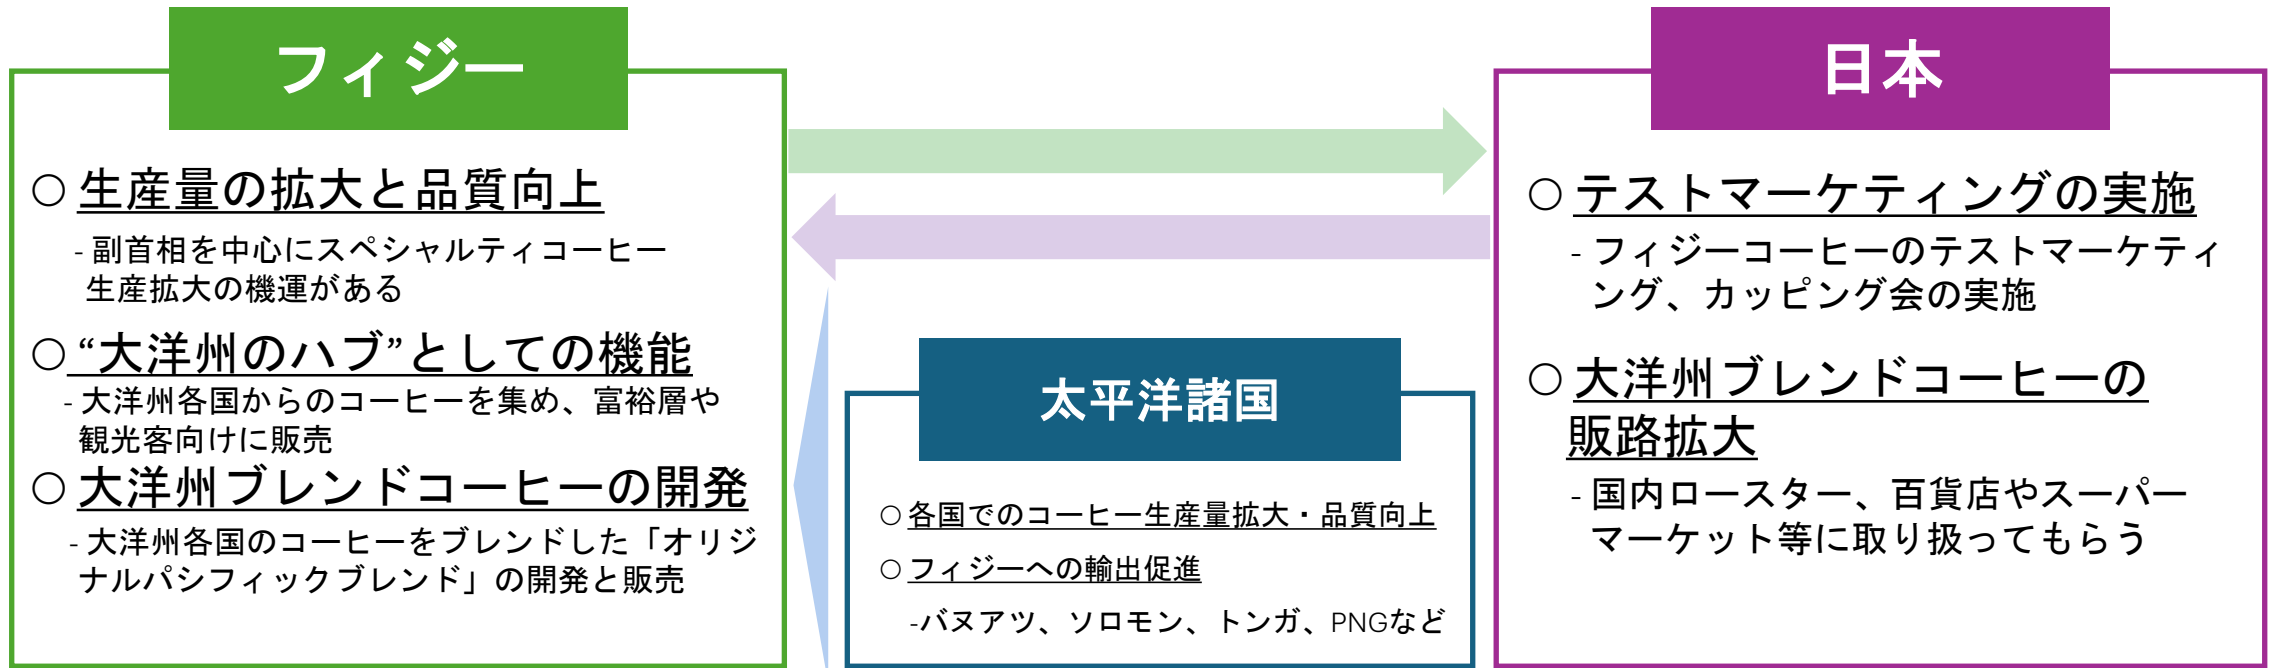 フィジー
○ 生産量の拡大と品質向上
- 副首相を中心にスペシャルティコーヒー
生産拡大の機運がある
○ “大洋州のハブ”としての機能
- 大洋州各国からのコーヒーを集め、富裕層や
観光客向けに販売
○ 大洋州ブレンドコーヒーの開発
- 大洋州各国のコーヒーをブレンドした「オリジ
ナルパシフィックブレンド」の開発と販売
太平洋諸国
○ 各国でのコーヒー生産量拡大・品質向上
○ フィジーへの輸出促進
-バヌアツ、ソロモン、トンガ、PNGなど
日本
○ テストマーケティングの実施
- フィジーコーヒーのテストマーケティ
ング、カッピング会の実施
○ 大洋州ブレンドコーヒーの
販路拡大
- 国内ロースター、百貨店やスーパー
マーケット等に取り扱ってもらう